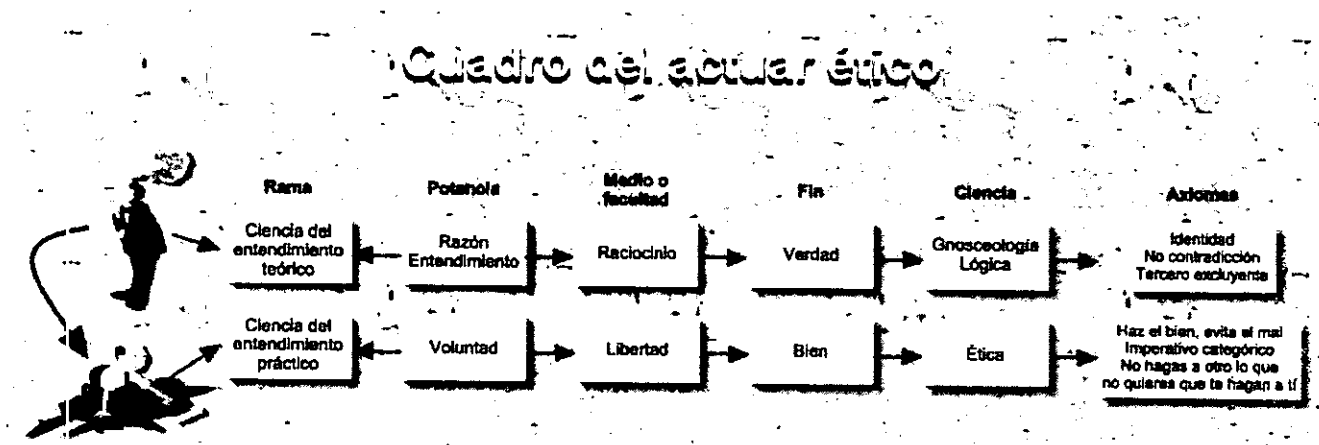 Cuadro del actuar ético
Rama
Potencia
Medio o
facultad
Fin
Ciencia
Axiomas
Ciencia del
entendimiento
teórico
Razón
Entendimiento
Raciocinio
Verdad
Gnosceología
Lógica
Identidad
No contradicción
Tercero excluyente
Ciencia del
entendimiento
práctico
Voluntad
Libertad
Bien
Ética
Haz el bien, evita el mal
Imperativo categórico
No hagas a otro lo que
no quieras que te hagan a tí